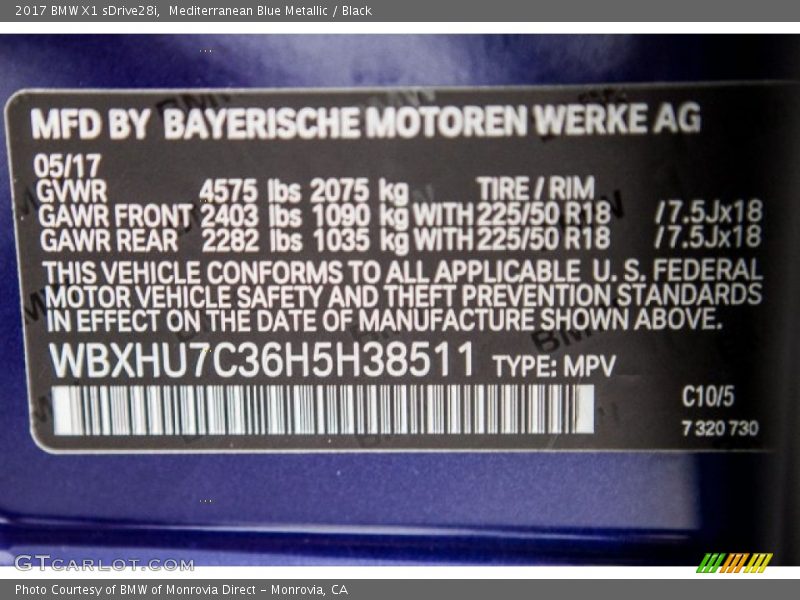 2017 BMW X1 sDrive28i, Mediterranean Blue Metallic / Black
MFD BY BAYERISCHE MOTOREN WERKE AG
05/17
GVWR 4575 lbs 2075 kg TIRE / RIM
GAWR FRONT 2403 lbs 1090 kg WITH 225/50 R18 /7.5Jx18
GAWR REAR 2282 lbs 1035 kg WITH 225/50 R18 /7.5Jx18
THIS VEHICLE CONFORMS TO ALL APPLICABLE U. S. FEDERAL
MOTOR VEHICLE SAFETY AND THEFT PREVENTION STANDARDS
IN EFFECT ON THE DATE OF MANUFACTURE SHOWN ABOVE.
WBXHU7C36H5H38511 TYPE: MPV
C10/5
7 320 730
GTCARLOT.COM
Photo Courtesy of BMW of Monrovia Direct - Monrovia, CA